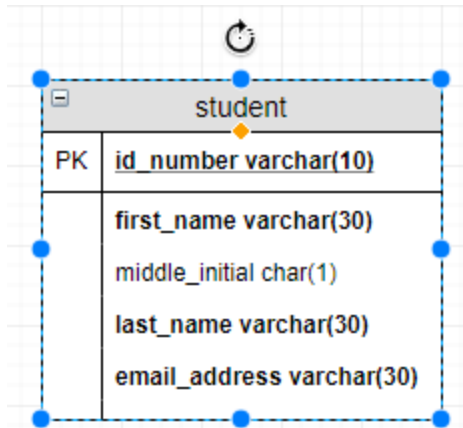 student
PK id_number varchar(10)
first_name varchar(30)
middle_initial char(1)
last_name varchar(30)
email_address varchar(30)